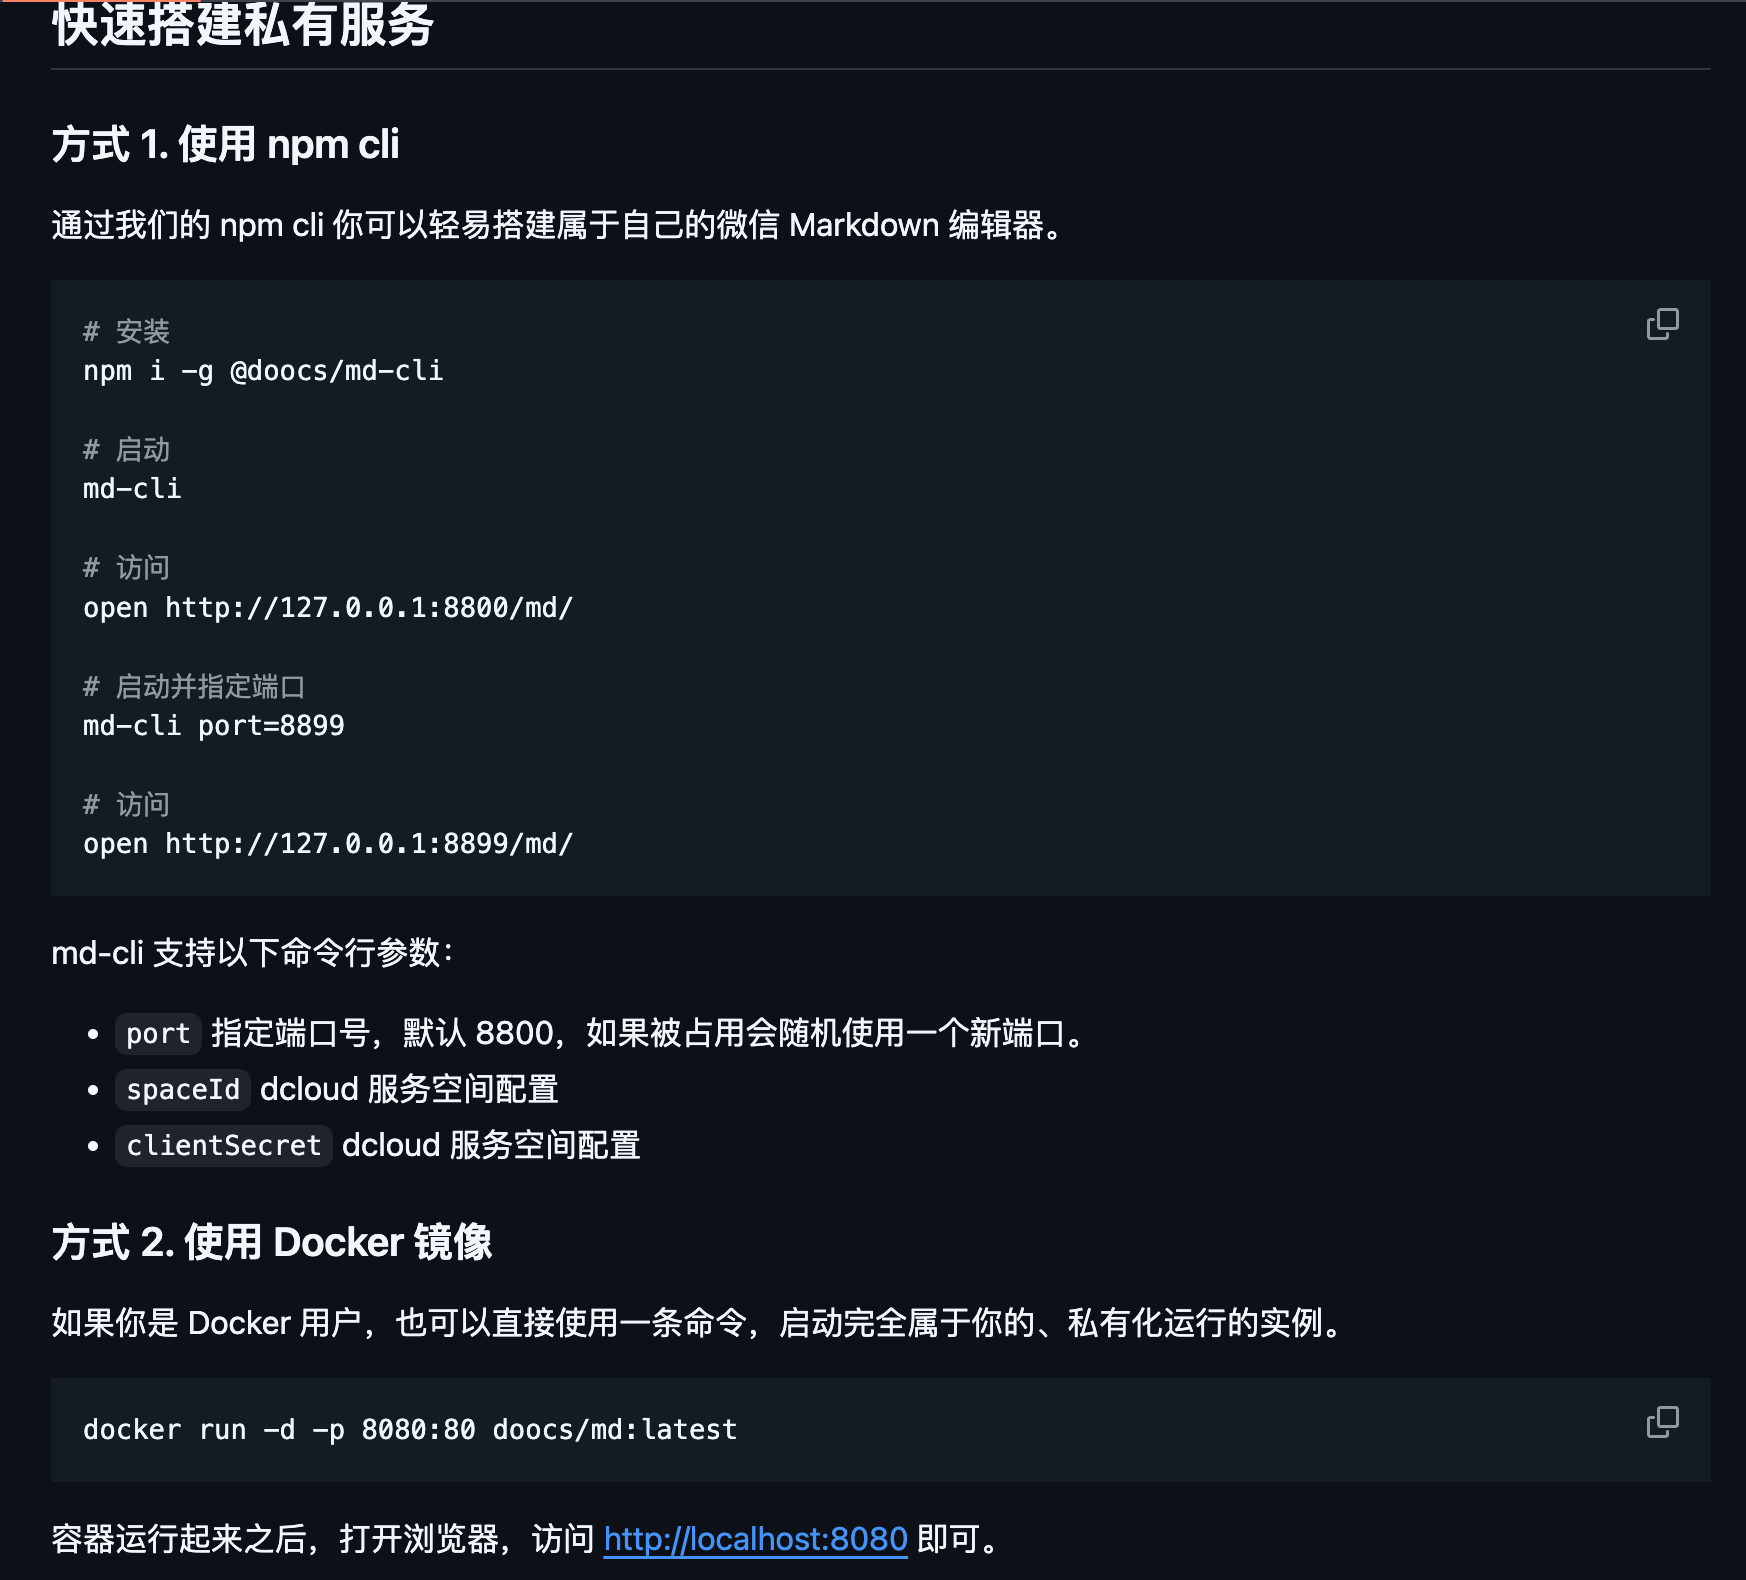 快速搭建私有服务
方式 1. 使用 npm cli
通过我们的 npm cli 你可以轻易搭建属于自己的微信 Markdown 编辑器。
# 安装
npm i -g @doocs/md-cli
# 启动
md-cli
# 访问
open http://127.0.0.1:8800/md/
# 启动并指定端口
md-cli port=8899
# 访问
open http://127.0.0.1:8899/md/
md-cli 支持以下命令行参数：
• port 指定端口号，默认 8800，如果被占用会随机使用一个新端口。
• spaceId dcloud 服务空间配置
• clientSecret dcloud 服务空间配置
方式 2. 使用 Docker 镜像
如果你是 Docker 用户，也可以直接使用一条命令，启动完全属于你的、私有化运行的实例。
docker run -d -p 8080:80 doocs/md:latest
容器运行起来之后，打开浏览器，访问 http://localhost:8080 即可。